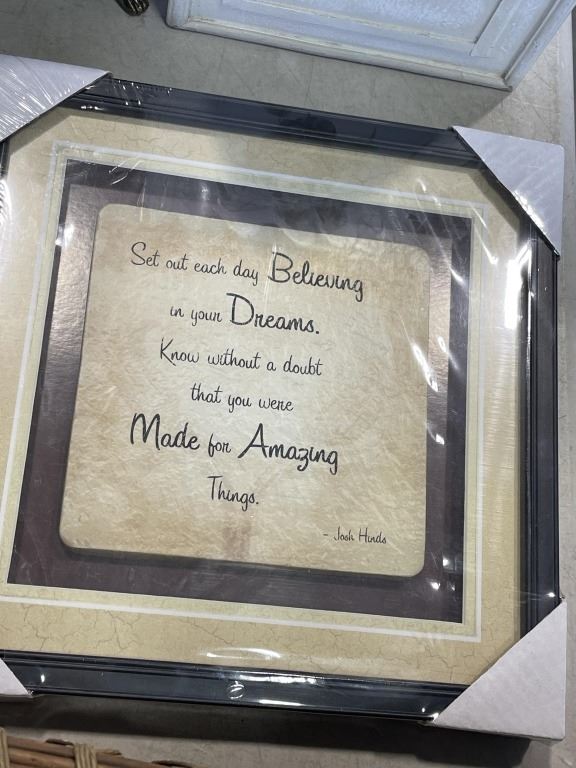 Set out each day Believing
in your Dreams.
Know without a doubt
that you were
Made for Amazing
Things.
- Josh Hinds